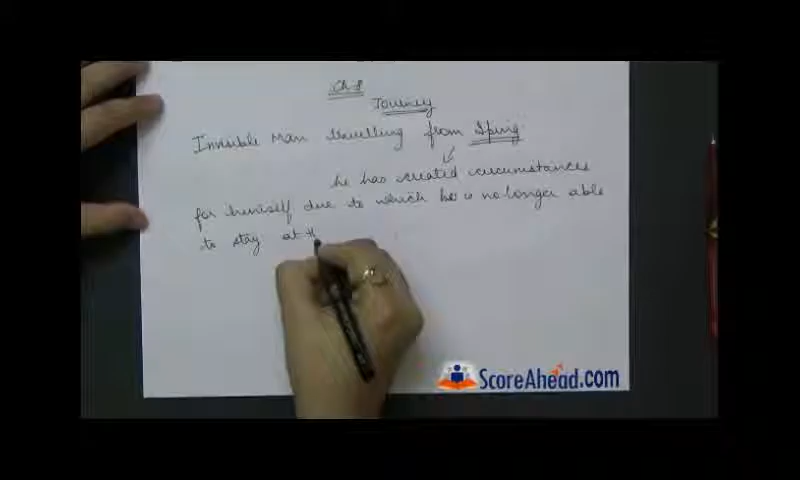 Ch 8
Journey
Invisible Man travelling from Iping
he has created circumstances
for himself due to which he is no longer able
to stay at
ScoreAhead.com